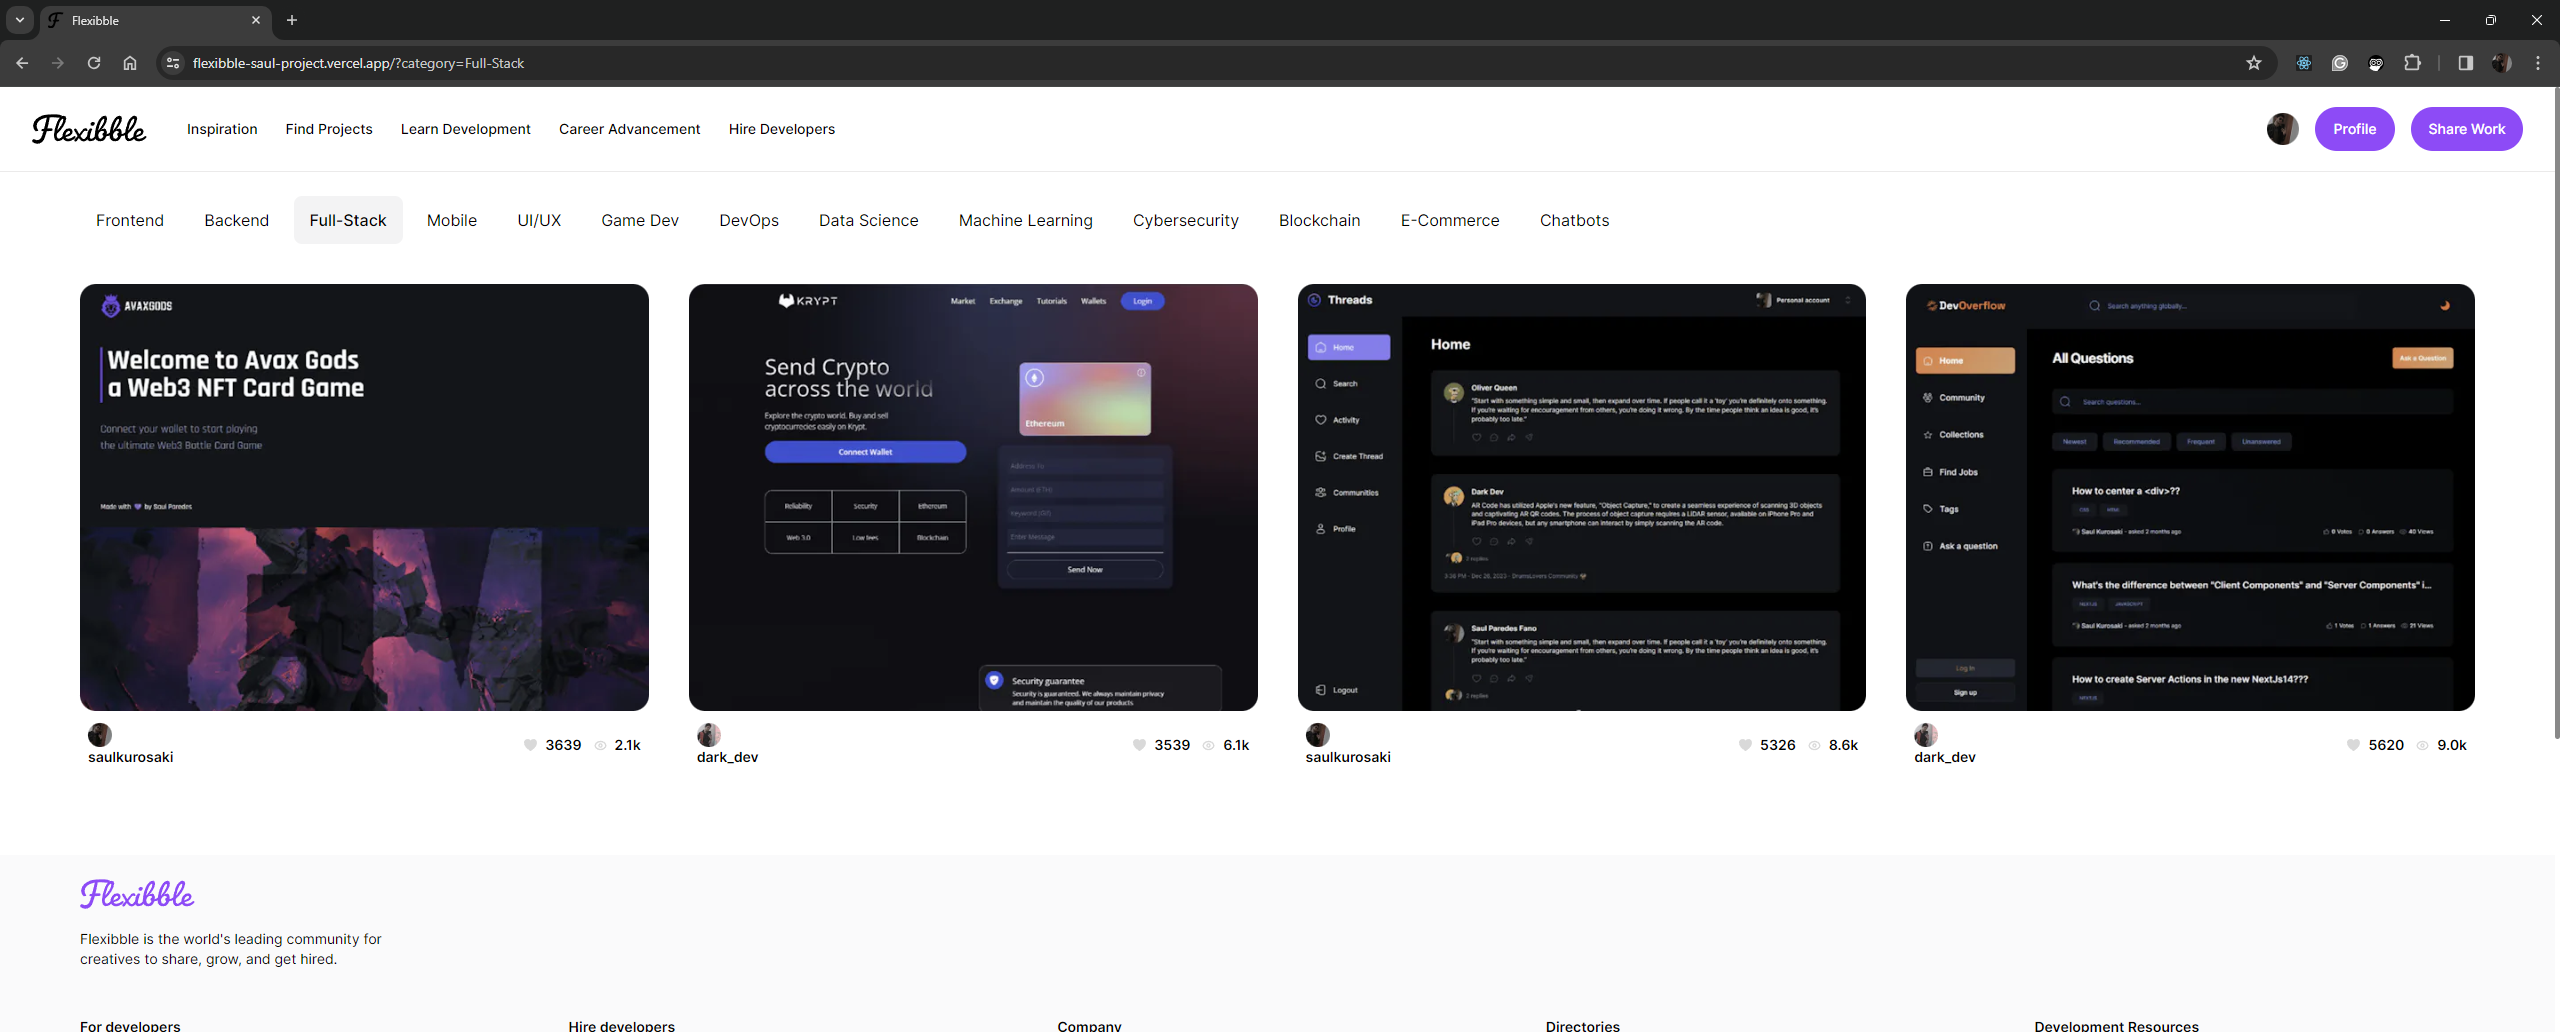 Flexibble
flexibble-saul-project.vercel.app/?category=Full-Stack
Flexibble
Inspiration
Find Projects
Learn Development
Career Advancement
Hire Developers
Profile
Share Work
Frontend
Backend
Full-Stack
Mobile
UI/UX
Game Dev
DevOps
Data Science
Machine Learning
Cybersecurity
Blockchain
E-Commerce
Chatbots
AVAXGODS
Welcome to Avax Gods
a Web3 NFT Card Game
Connect your wallet to start playing
the ultimate Web3 Battle Card Game
Made with 💜 by Saul Paredes
saulkurosaki
3639
2.1k
KRYPT
Market
Exchange
Tutorials
Wallets
Login
Send Crypto
across the world
Explore the crypto world. Buy and sell
cryptocurrecies easily on Krypt.
Connect Wallet
Reliability
Security
Ethereum
Web 3.0
Low fees
Blockchain
Ethereum
Address To
Amount (ETH)
Keyword (Gif)
Enter Message
Send Now
Security guarantee
Security is guaranteed. We always maintain privacy
and maintain the quality of our products
dark_dev
3539
6.1k
Threads
Personal account
Home
Search
Activity
Create Thread
Communities
Profile
Logout
Home
Oliver Queen
"Start with something simple and small, then expand over time. If people call it a 'toy' you're definitely onto something.
If you're waiting for encouragement from others, you're doing it wrong. By the time people think an idea is good, it's
probably too late."
Dark Dev
AR Code has utilized Apple's new feature, "Object Capture," to create a seamless experience of scanning 3D objects
and captivating AR QR codes. The process of object capture requires a LiDAR sensor, available on iPhone Pro and
iPad Pro devices, but any smartphone can interact by simply scanning the AR code.
2 replies
3:38 PM - Dec 26, 2023 - DramsLovers Community
Saul Paredes Fano
"Start with something simple and small, then expand over time. If people call it a 'toy' you're definitely onto something.
If you're waiting for encouragement from others, you're doing it wrong. By the time people think an idea is good, it's
probably too late."
2 replies
saulkurosaki
5326
8.6k
DevOverflow
Search anything globally...
Home
Community
Collections
Find Jobs
Tags
Ask a question
Log In
Sign up
All Questions
Ask a Question
Search questions...
Newest
Recommended
Frequent
Unanswered
How to center a <div>??
CSS
HTML
Saul Kurosaki - asked 2 months ago
0 Votes
0 Answers
40 Views
What's the difference between "Client Components" and "Server Components" i...
NEXTJS
JAVASCRIPT
Saul Kurosaki - asked 2 months ago
1 Votes
1 Answers
21 Views
How to create Server Actions in the new NextJs14???
NEXTJS
dark_dev
5620
9.0k
Flexibble
Flexibble is the world's leading community for
creatives to share, grow, and get hired.
For developers
Hire developers
Company
Directories
Development Resources